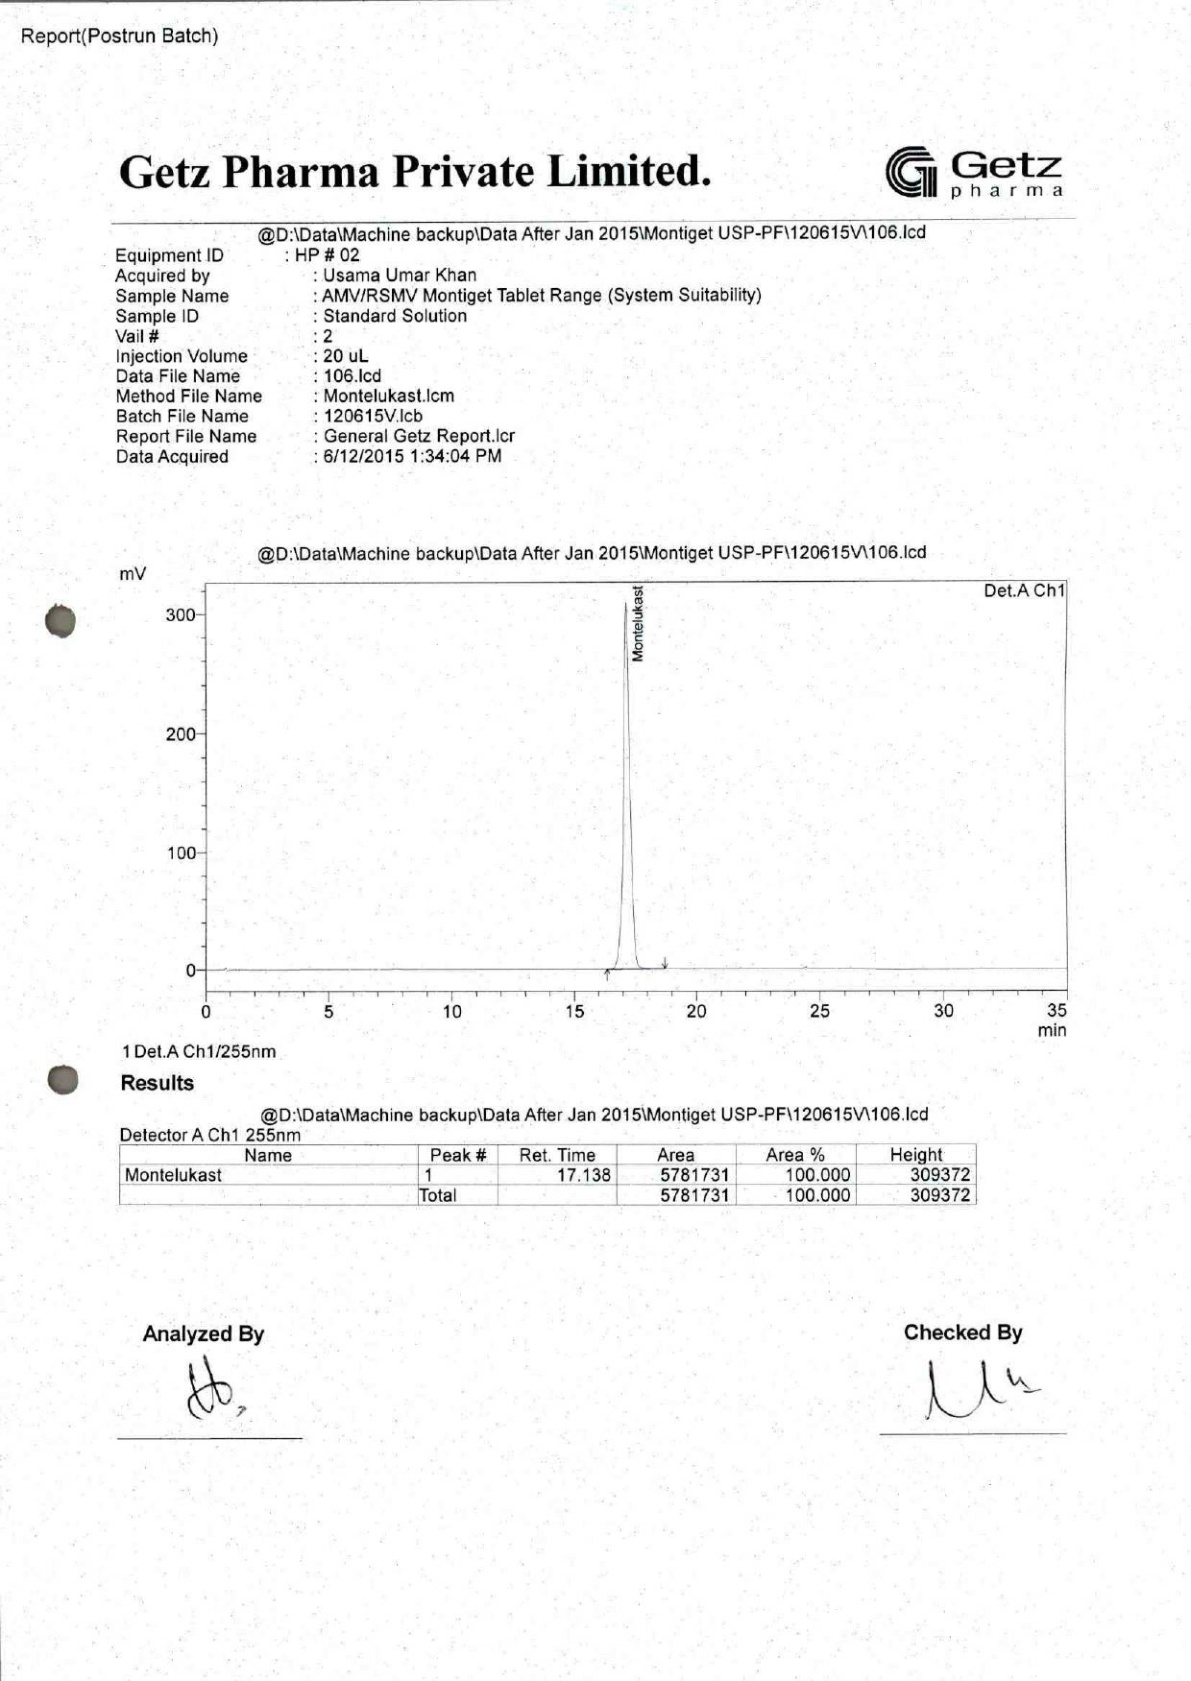 Report(Postrun Batch)
Getz Pharma Private Limited.
Getz
pharma
@D:\Data\Machine backup\Data After Jan 2015\Montiget USP-PF\120615V\106.lcd
Equipment ID : HP # 02
Acquired by : Usama Umar Khan
Sample Name : AMV/RSMV Montiget Tablet Range (System Suitability)
Sample ID : Standard Solution
Vail # : 2
Injection Volume : 20 uL
Data File Name : 106.lcd
Method File Name : Montelukast.lcm
Batch File Name : 120615V.lcb
Report File Name : General Getz Report.lcr
Data Acquired : 6/12/2015 1:34:04 PM
@D:\Data\Machine backup\Data After Jan 2015\Montiget USP-PF\120615V\106.lcd
mV
Det.A Ch1
Montelukast
300
200
100
0
0 5 10 15 20 25 30 35
min
1 Det.A Ch1/255nm
Results
@D:\Data\Machine backup\Data After Jan 2015\Montiget USP-PF\120615V\106.lcd
Detector A Ch1 255nm
Name Peak # Ret. Time Area Area % Height
Montelukast 1 17.138 5781731 100.000 309372
Total 5781731 100.000 309372
Analyzed By Checked By